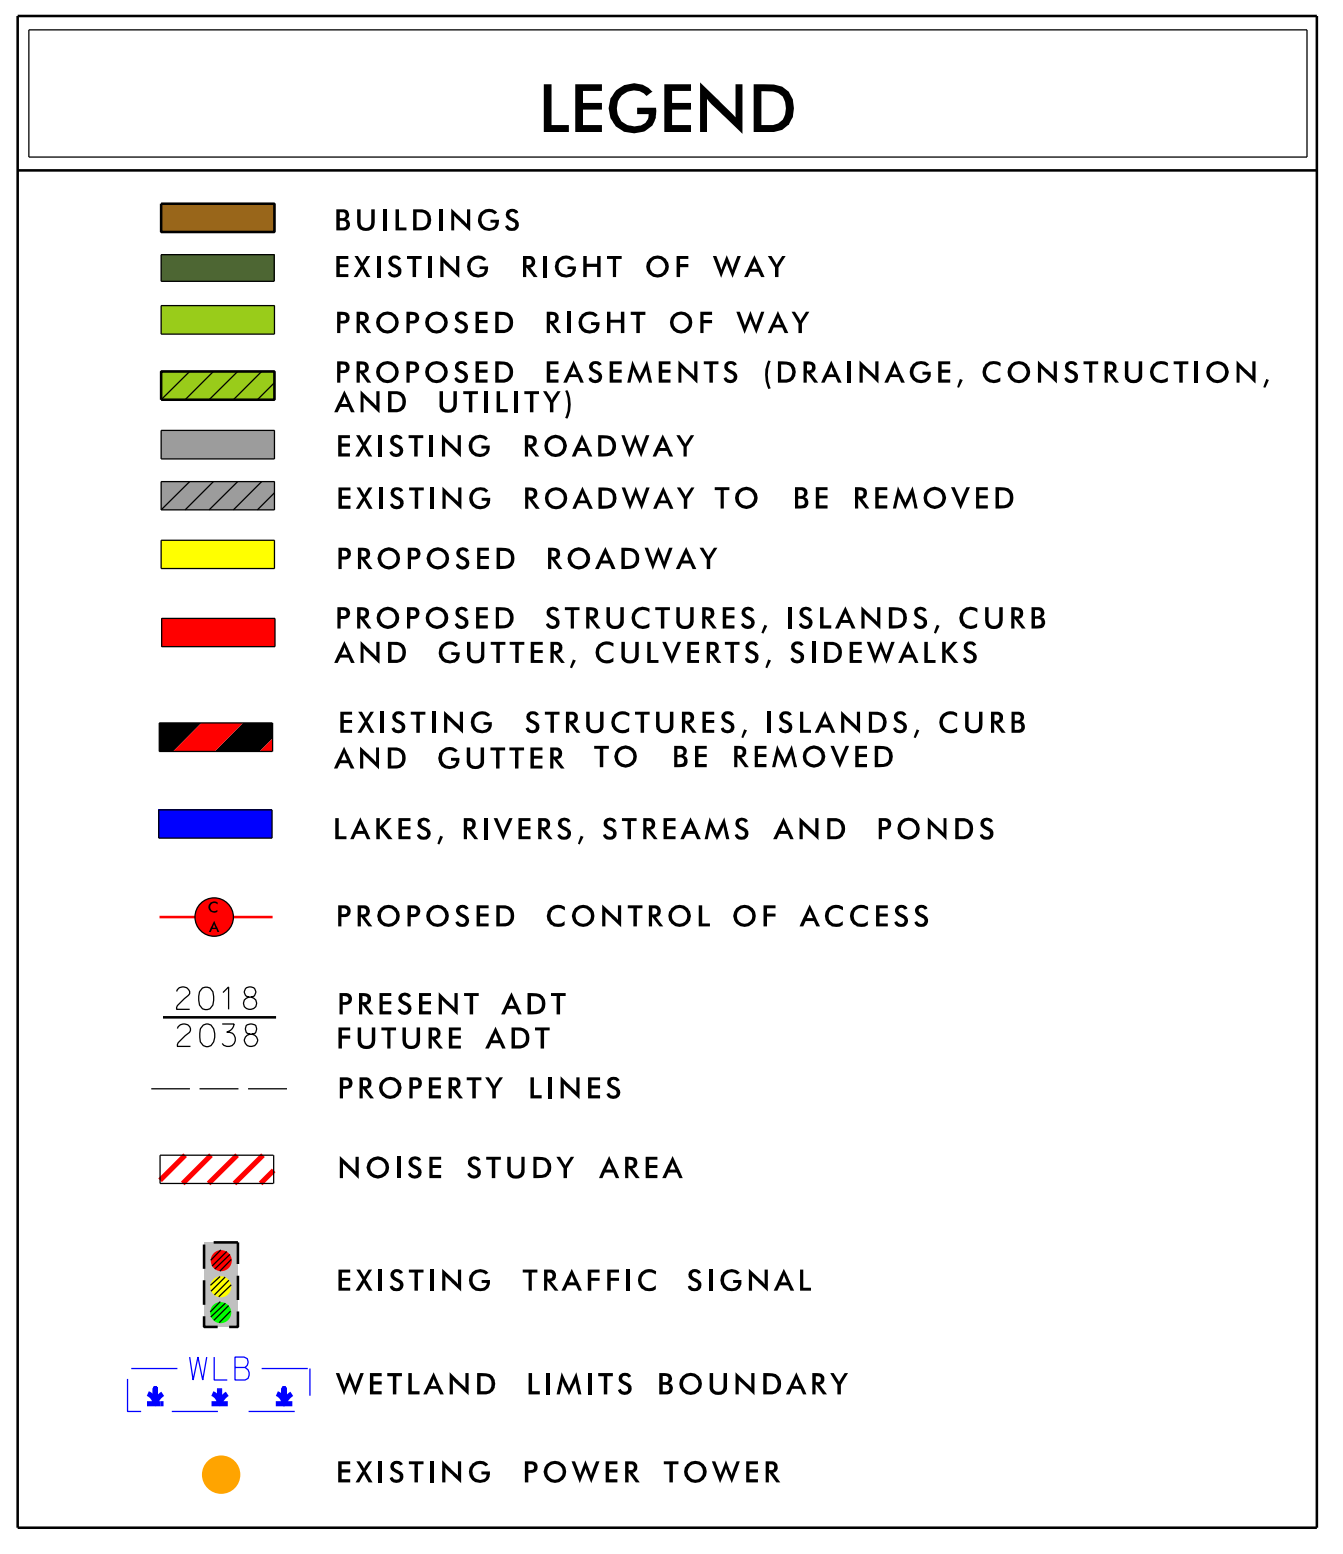 LEGEND
BUILDINGS
EXISTING RIGHT OF WAY
PROPOSED RIGHT OF WAY
PROPOSED EASEMENTS (DRAINAGE, CONSTRUCTION,
AND UTILITY)
EXISTING ROADWAY
EXISTING ROADWAY TO BE REMOVED
PROPOSED ROADWAY
PROPOSED STRUCTURES, ISLANDS, CURB
AND GUTTER, CULVERTS, SIDEWALKS
EXISTING STRUCTURES, ISLANDS, CURB
AND GUTTER TO BE REMOVED
LAKES, RIVERS, STREAMS AND PONDS
C
A
PROPOSED CONTROL OF ACCESS
2018 PRESENT ADT
2038 FUTURE ADT
PROPERTY LINES
NOISE STUDY AREA
EXISTING TRAFFIC SIGNAL
WLB
WETLAND LIMITS BOUNDARY
EXISTING POWER TOWER